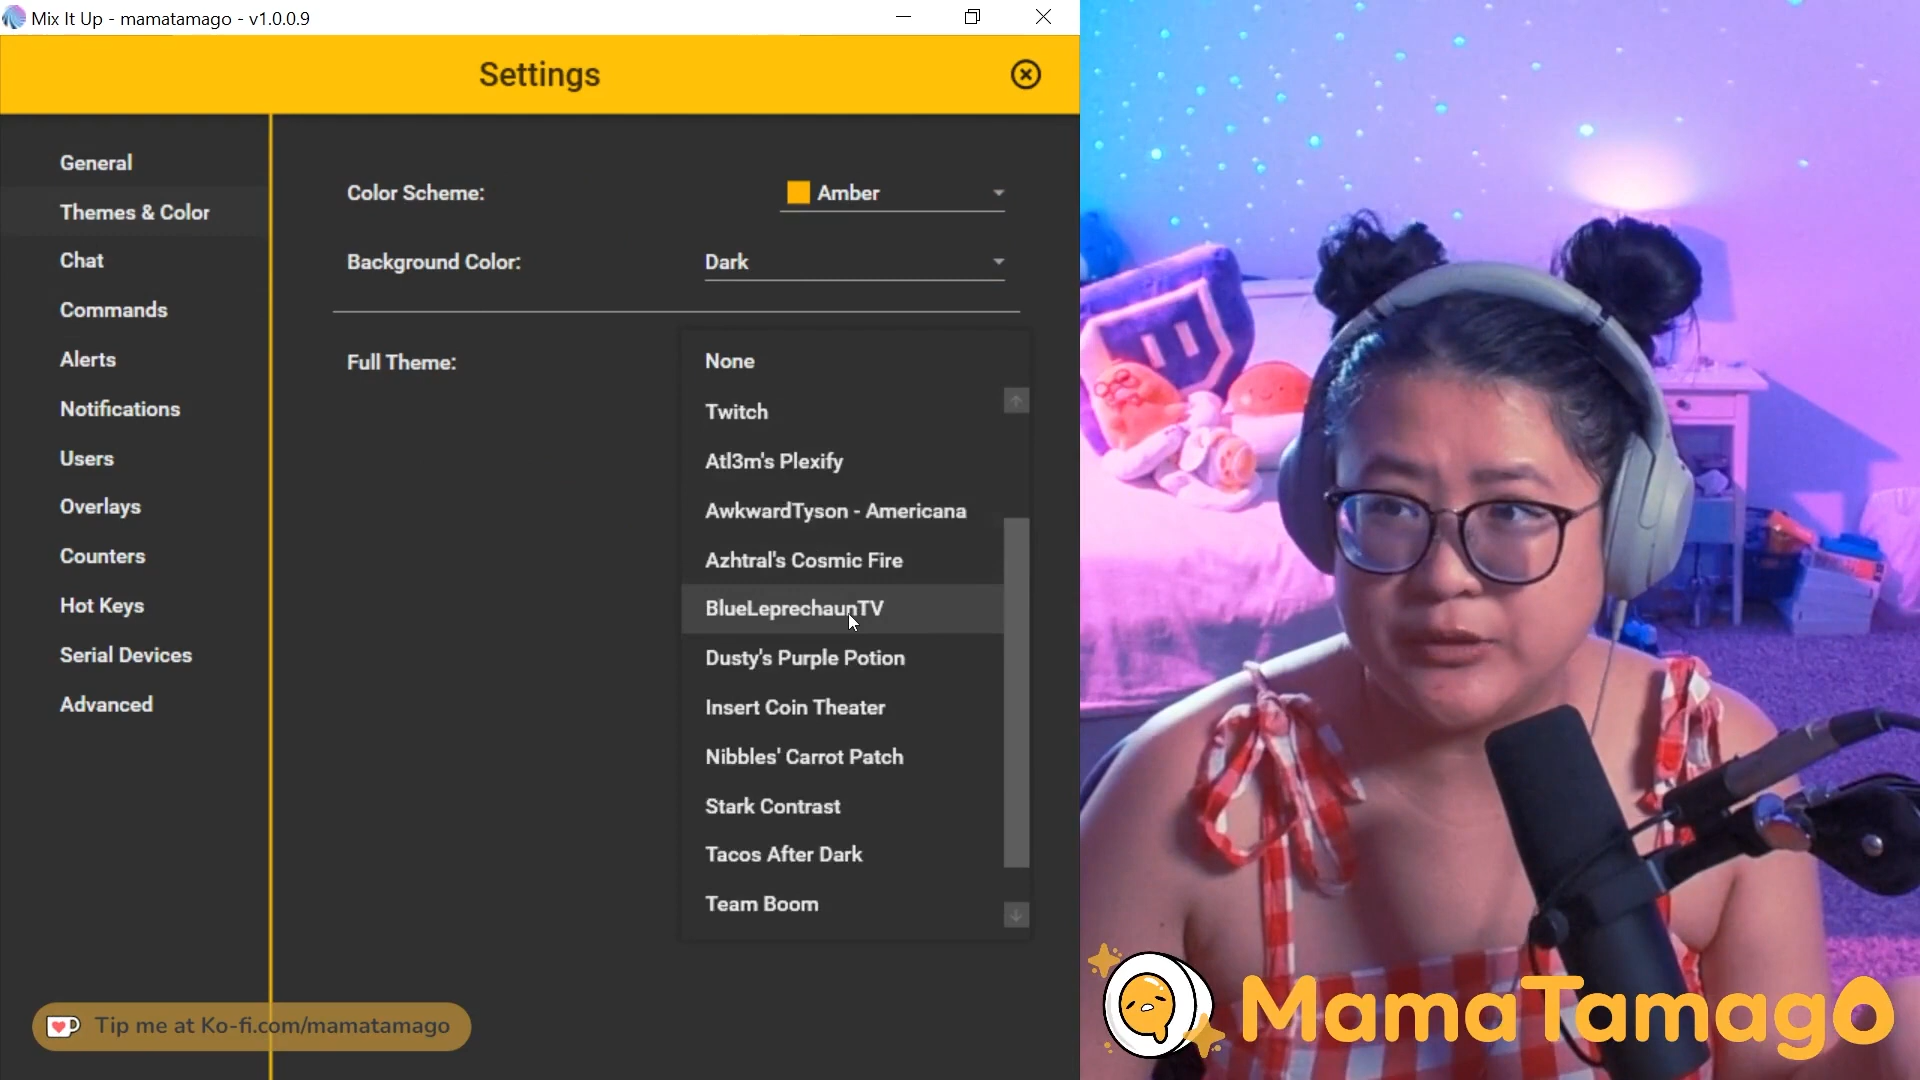 Mix It Up - mamatamago - v1.0.0.9
Settings
General
Themes & Color
Chat
Commands
Alerts
Notifications
Users
Overlays
Counters
Hot Keys
Serial Devices
Advanced
Color Scheme:
Amber
Background Color:
Dark
Full Theme:
None
Twitch
Atl3m's Plexify
AwkwardTyson - Americana
Azhtral's Cosmic Fire
BlueLeprechaunTV
Dusty's Purple Potion
Insert Coin Theater
Nibbles' Carrot Patch
Stark Contrast
Tacos After Dark
Team Boom
Tip me at Ko-fi.com/mamatamago
MamaTamago